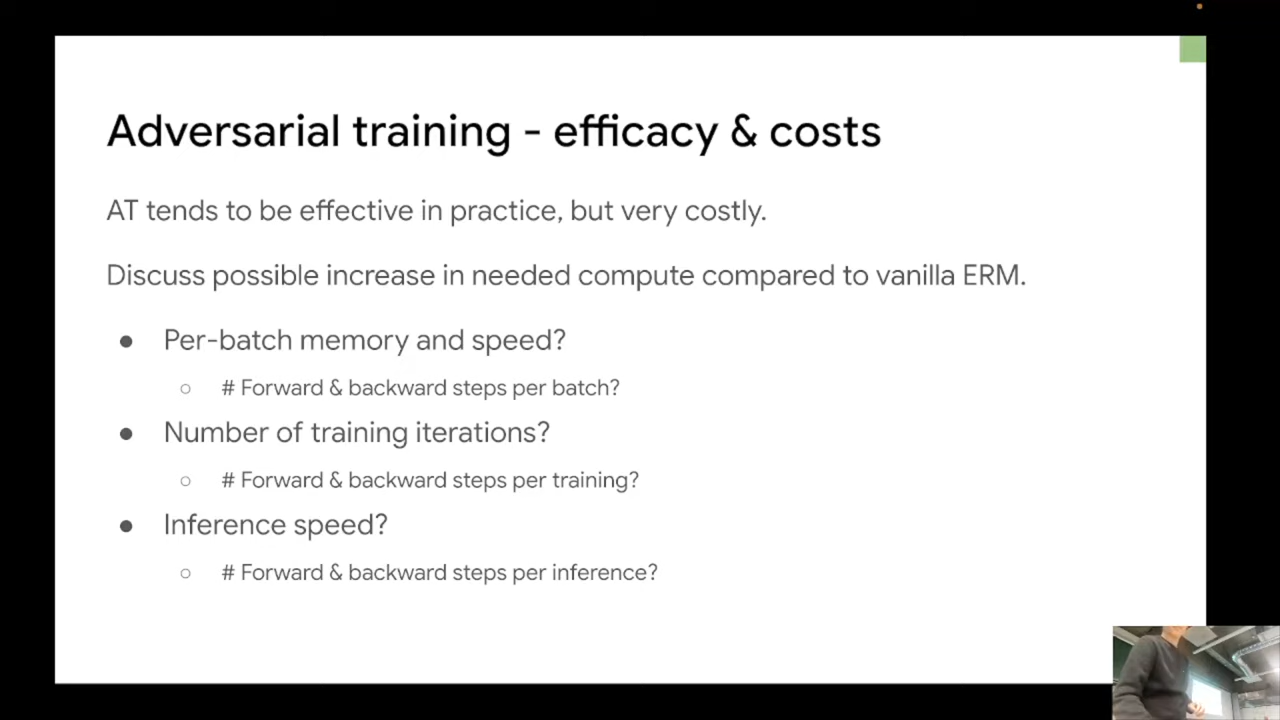 Adversarial training - efficacy & costs
AT tends to be effective in practice, but very costly.
Discuss possible increase in needed compute compared to vanilla ERM.
● Per-batch memory and speed?
○ # Forward & backward steps per batch?
● Number of training iterations?
○ # Forward & backward steps per training?
● Inference speed?
○ # Forward & backward steps per inference?